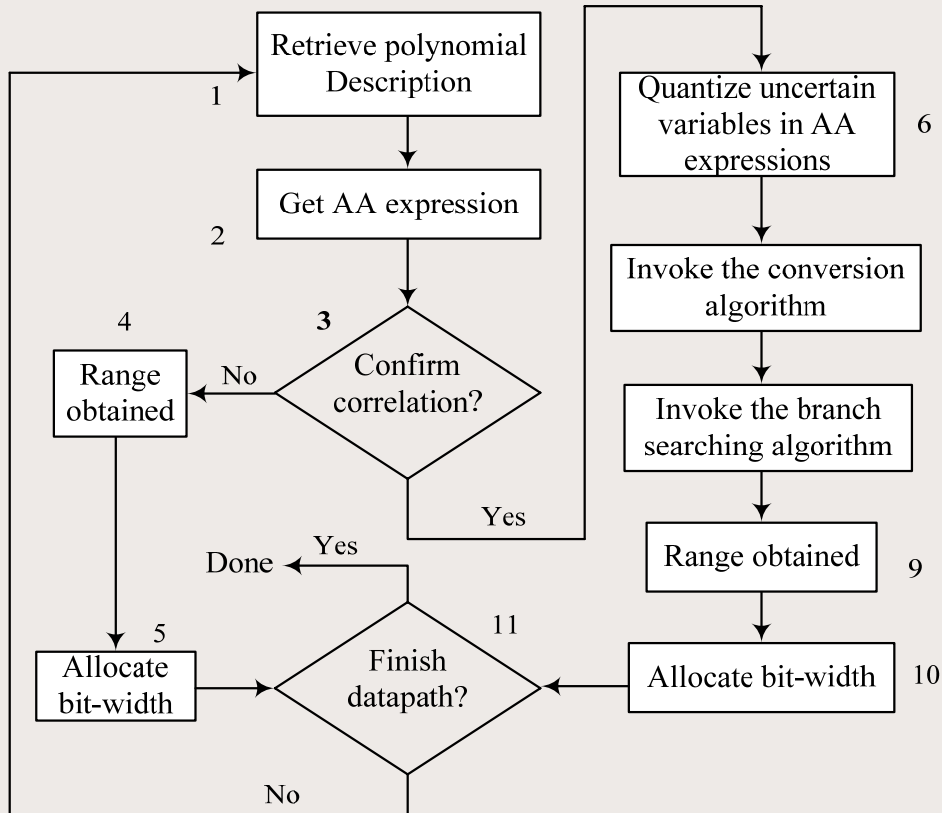 Retrieve polynomial
Description
1
Get AA expression
2
3
Confirm
correlation?
No
Yes
4
Range
obtained
5
Allocate
bit-width
Quantize uncertain
variables in AA
expressions
6
Invoke the conversion
algorithm
Invoke the branch
searching algorithm
Range obtained
9
Allocate bit-width
10
11
Finish
datapath?
Yes
Done
No